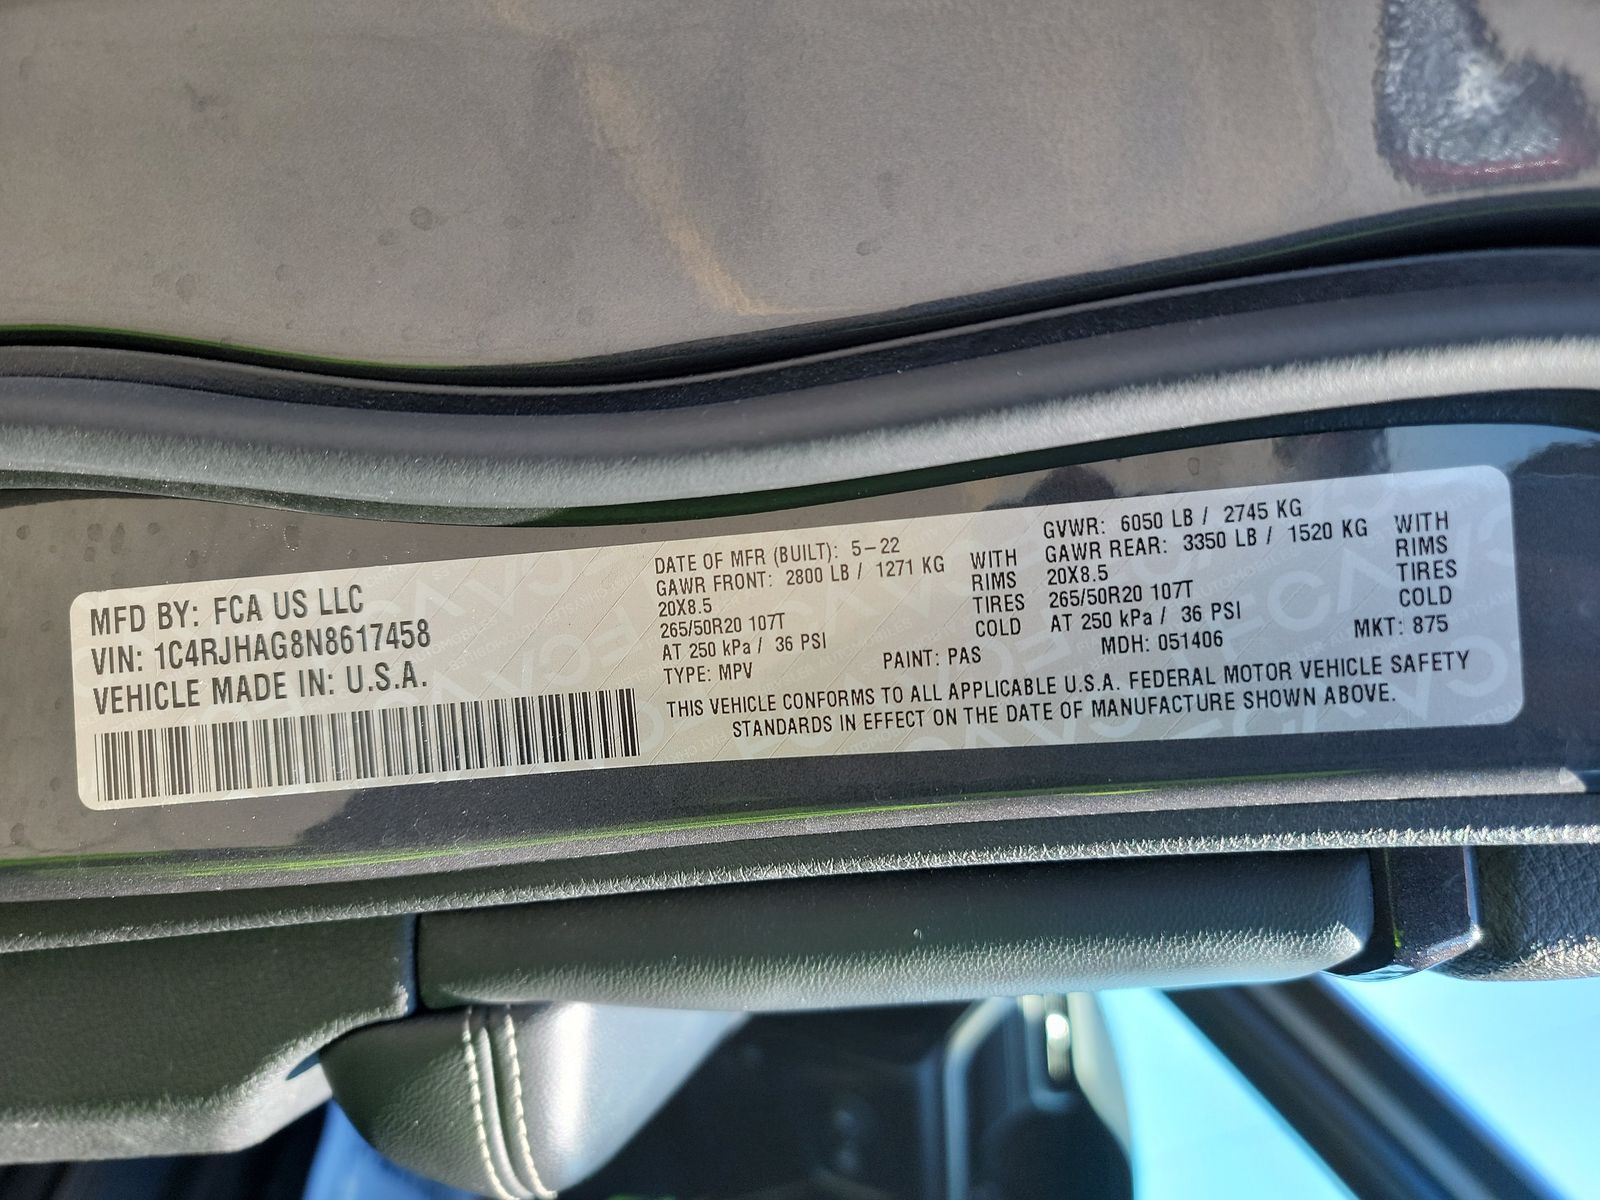 MFD BY: FCA US LLC
VIN: 1C4RJHAG8N8617458
VEHICLE MADE IN: U.S.A.
DATE OF MFR (BUILT): 5-22
GAWR FRONT: 2800 LB / 1271 KG WITH
20X8.5 RIMS
265/50R20 107T TIRES
AT 250 kPa / 36 PSI COLD
TYPE: MPV
GVWR: 6050 LB / 2745 KG
GAWR REAR: 3350 LB / 1520 KG WITH
20X8.5 RIMS
265/50R20 107T TIRES
AT 250 kPa / 36 PSI COLD
PAINT: PAS MDH: 051406 MKT: 875
THIS VEHICLE CONFORMS TO ALL APPLICABLE U.S.A. FEDERAL MOTOR VEHICLE SAFETY
STANDARDS IN EFFECT ON THE DATE OF MANUFACTURE SHOWN ABOVE.